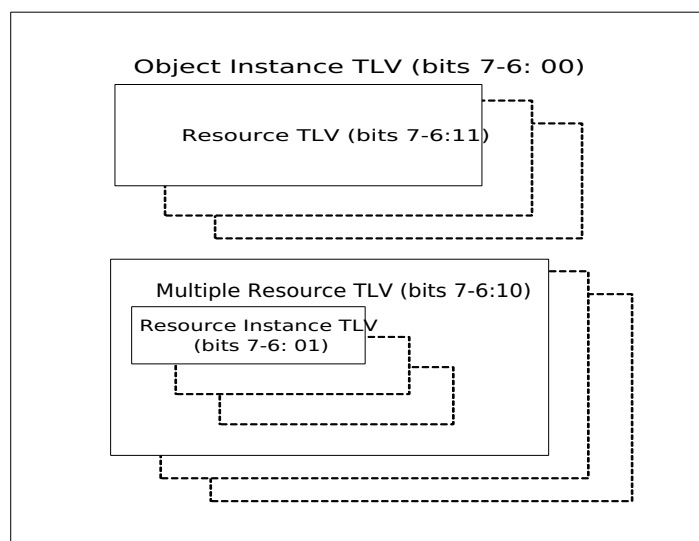 Object Instance TLV (bits 7-6: 00)
Resource TLV (bits 7-6:11)
Multiple Resource TLV (bits 7-6:10)
Resource Instance TLV
(bits 7-6: 01)